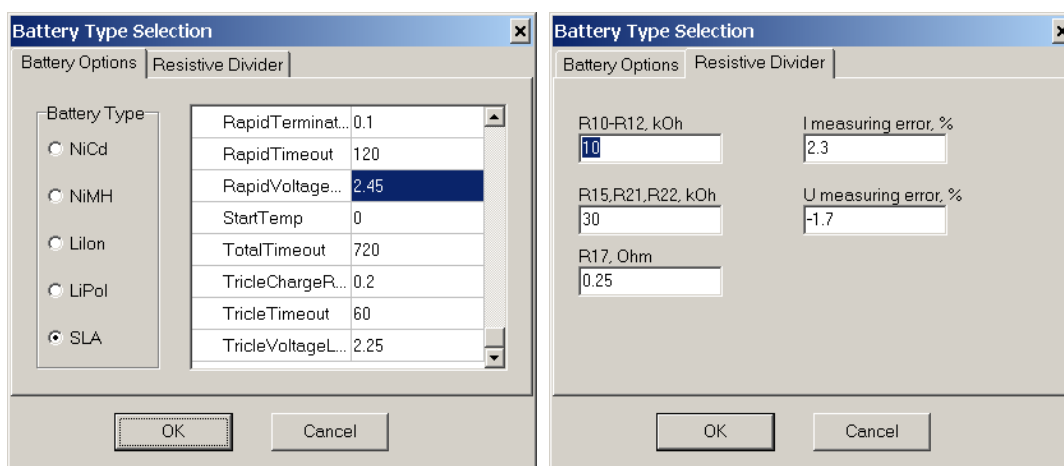 Battery Type Selection
Battery Options
Resistive Divider
Battery Type
NiCd
NiMH
LiIon
LiPol
SLA
RapidTerminat... 0.1
RapidTimeout 120
RapidVoltage... 2.45
StartTemp 0
TotalTimeout 720
TricleChargeR... 0.2
TricleTimeout 60
TricleVoltageL... 2.25
OK
Cancel
Battery Type Selection
Battery Options
Resistive Divider
R10-R12, kOh
10
I measuring error, %
2.3
R15,R21,R22, kOh
30
U measuring error, %
-1.7
R17, Ohm
0.25
OK
Cancel